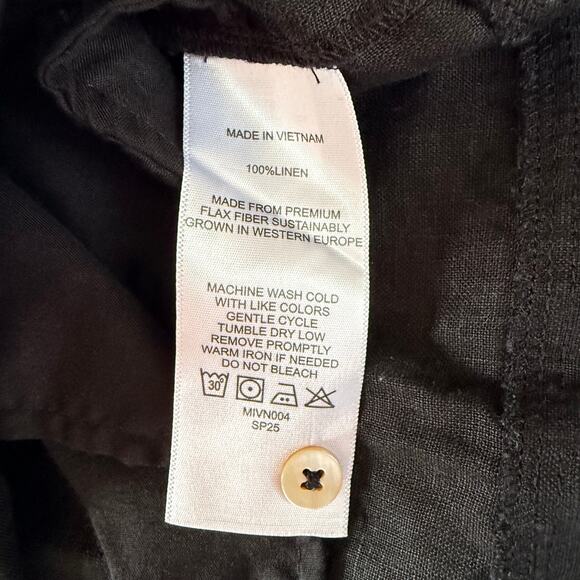 MADE IN VIETNAM
100%LINEN
MADE FROM PREMIUM
FLAX FIBER SUSTAINABLY
GROWN IN WESTERN EUROPE
MACHINE WASH COLD
WITH LIKE COLORS
GENTLE CYCLE
TUMBLE DRY LOW
REMOVE PROMPTLY
WARM IRON IF NEEDED
DO NOT BLEACH
30°
MIVN004
SP25